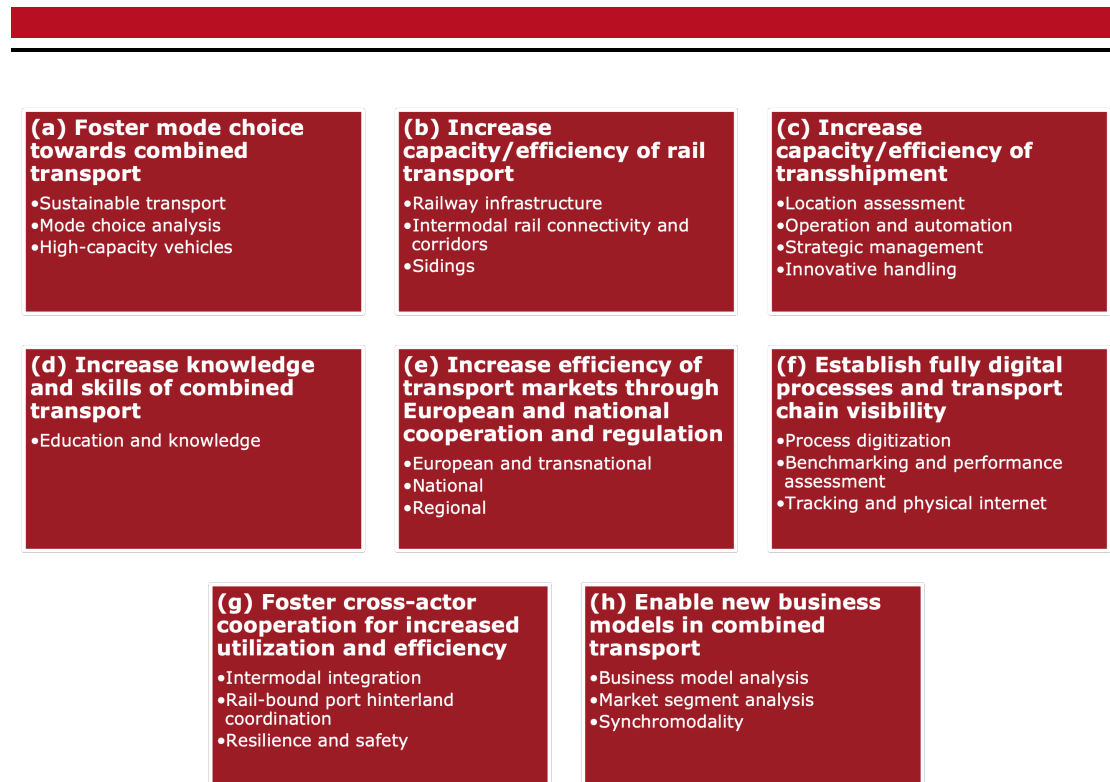 (a) Foster mode choice
towards combined
transport
•Sustainable transport
•Mode choice analysis
•High-capacity vehicles
(b) Increase
capacity/efficiency of rail
transport
•Railway infrastructure
•Intermodal rail connectivity and
corridors
•Sidings
(c) Increase
capacity/efficiency of
transshipment
•Location assessment
•Operation and automation
•Strategic management
•Innovative handling
(d) Increase knowledge
and skills of combined
transport
•Education and knowledge
(e) Increase efficiency of
transport markets through
European and national
cooperation and regulation
•European and transnational
•National
•Regional
(f) Establish fully digital
processes and transport
chain visibility
•Process digitization
•Benchmarking and performance
assessment
•Tracking and physical internet
(g) Foster cross-actor
cooperation for increased
utilization and efficiency
•Intermodal integration
•Rail-bound port hinterland
coordination
•Resilience and safety
(h) Enable new business
models in combined
transport
•Business model analysis
•Market segment analysis
•Synchromodality